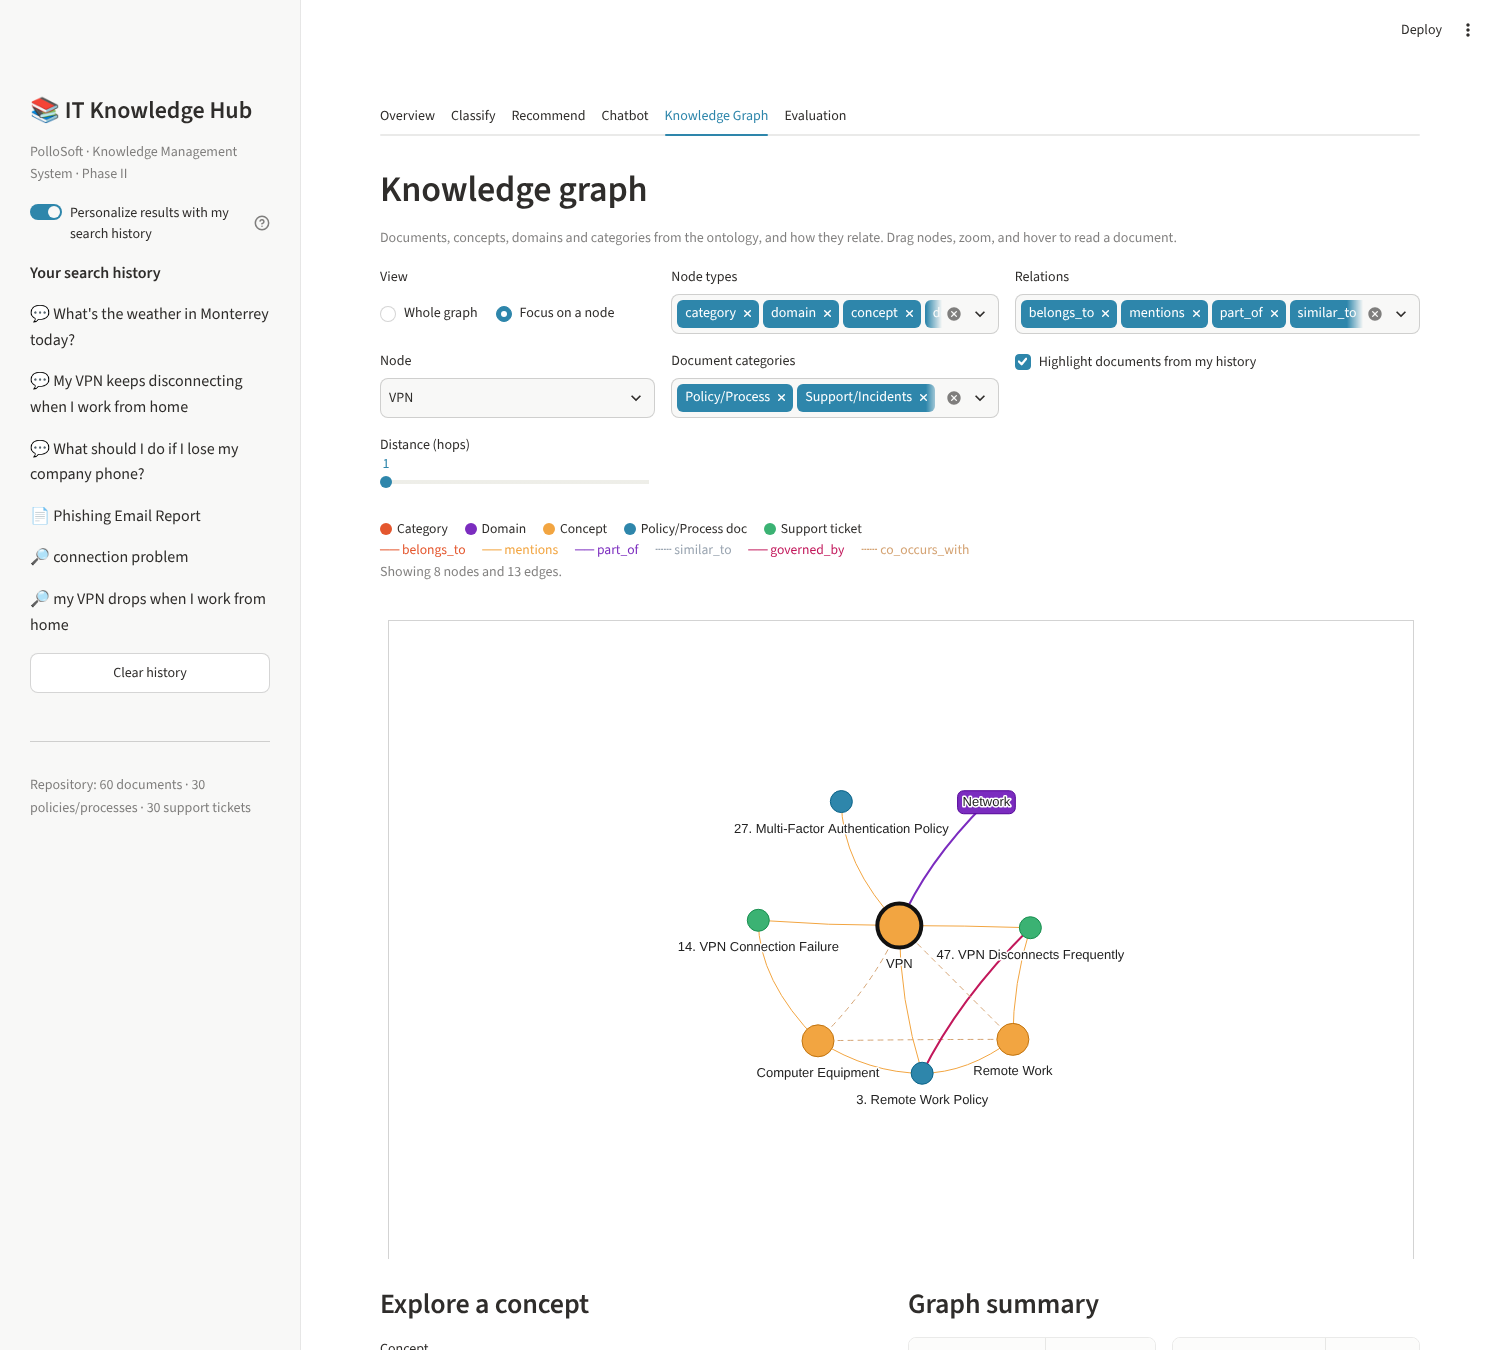 Deploy
📚 IT Knowledge Hub
PolloSoft · Knowledge Management
System · Phase II
Personalize results with my
search history
Your search history
💬 What's the weather in Monterrey
today?
💬 My VPN keeps disconnecting
when I work from home
💬 What should I do if I lose my
company phone?
📄 Phishing Email Report
🔎 connection problem
🔎 my VPN drops when I work from
home
Clear history
Repository: 60 documents · 30
policies/processes · 30 support tickets
Overview Classify Recommend Chatbot Knowledge Graph Evaluation
Knowledge graph
Documents, concepts, domains and categories from the ontology, and how they relate. Drag nodes, zoom, and hover to read a document.
View
Whole graph Focus on a node
Node types
category domain concept
Relations
belongs_to mentions part_of similar_to
Node
VPN
Document categories
Policy/Process Support/Incidents
Highlight documents from my history
Distance (hops)
1
Category Domain Concept Policy/Process doc Support ticket
belongs_to mentions part_of similar_to governed_by co_occurs_with
Showing 8 nodes and 13 edges.
Network
27. Multi-Factor Authentication Policy
14. VPN Connection Failure
47. VPN Disconnects Frequently
VPN
Computer Equipment
Remote Work
3. Remote Work Policy
Explore a concept
Graph summary
Concept